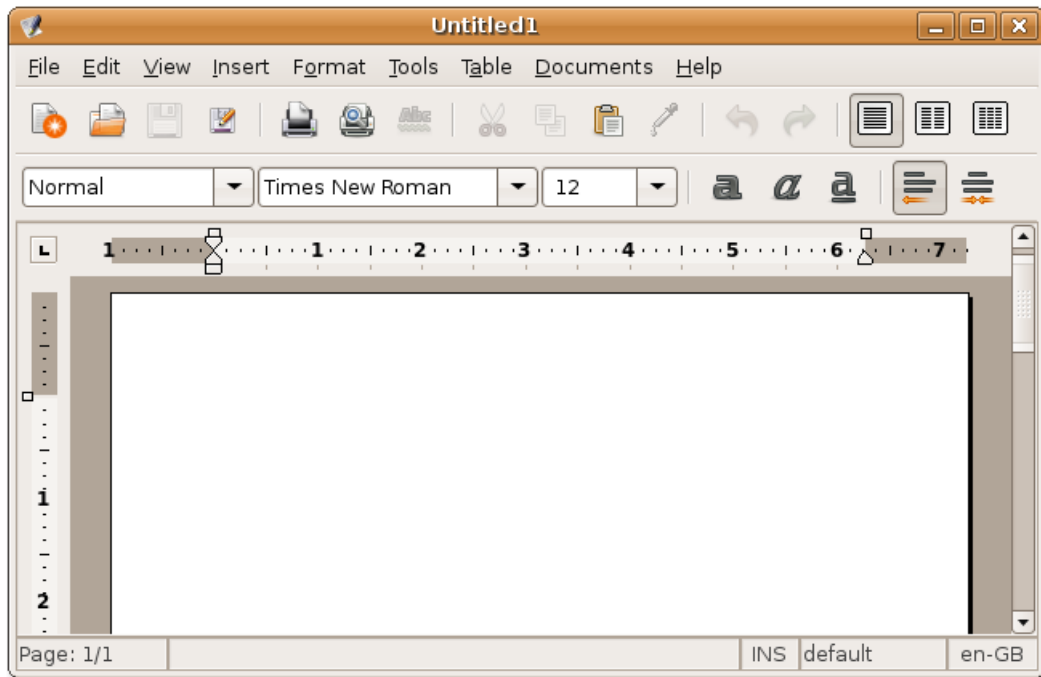 Untitled1
File Edit View Insert Format Tools Table Documents Help
Abc
Normal Times New Roman 12 a a a
L 1 1 2 3 4 5 6 7
1
2
Page: 1/1 INS default en-GB